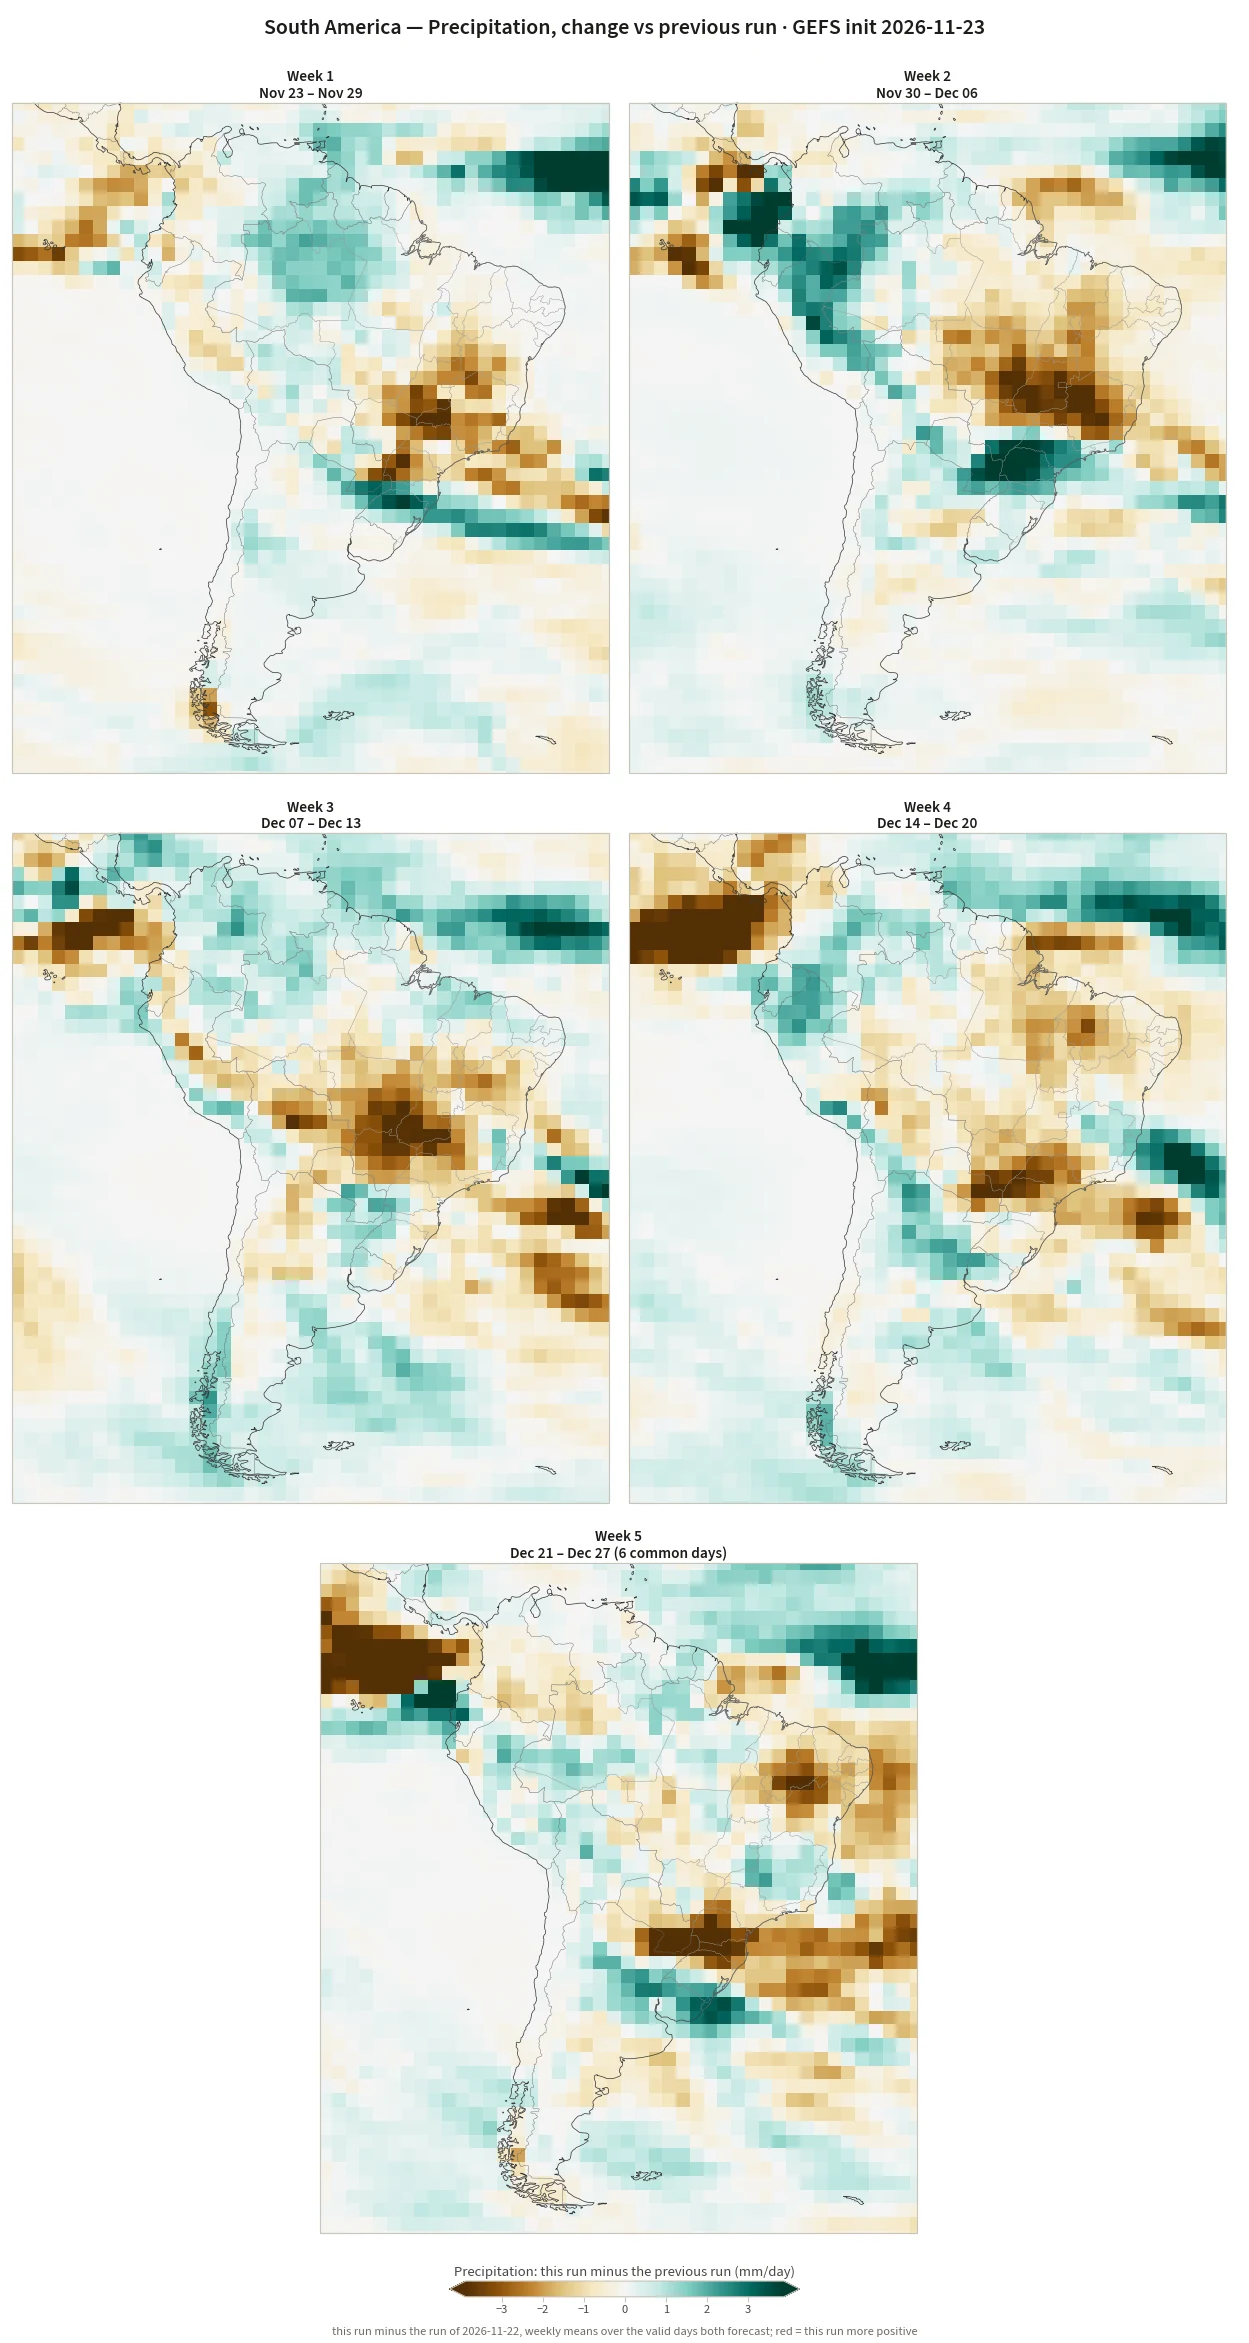 South America — Precipitation, change vs previous run · GEFS init 2026-11-23
Week 1
Nov 23 – Nov 29
Week 2
Nov 30 – Dec 06
Week 3
Dec 07 – Dec 13
Week 4
Dec 14 – Dec 20
Week 5
Dec 21 – Dec 27 (6 common days)
Precipitation: this run minus the previous run (mm/day)
−3 −2 −1 0 1 2 3
this run minus the run of 2026-11-22, weekly means over the valid days both forecast; red = this run more positive